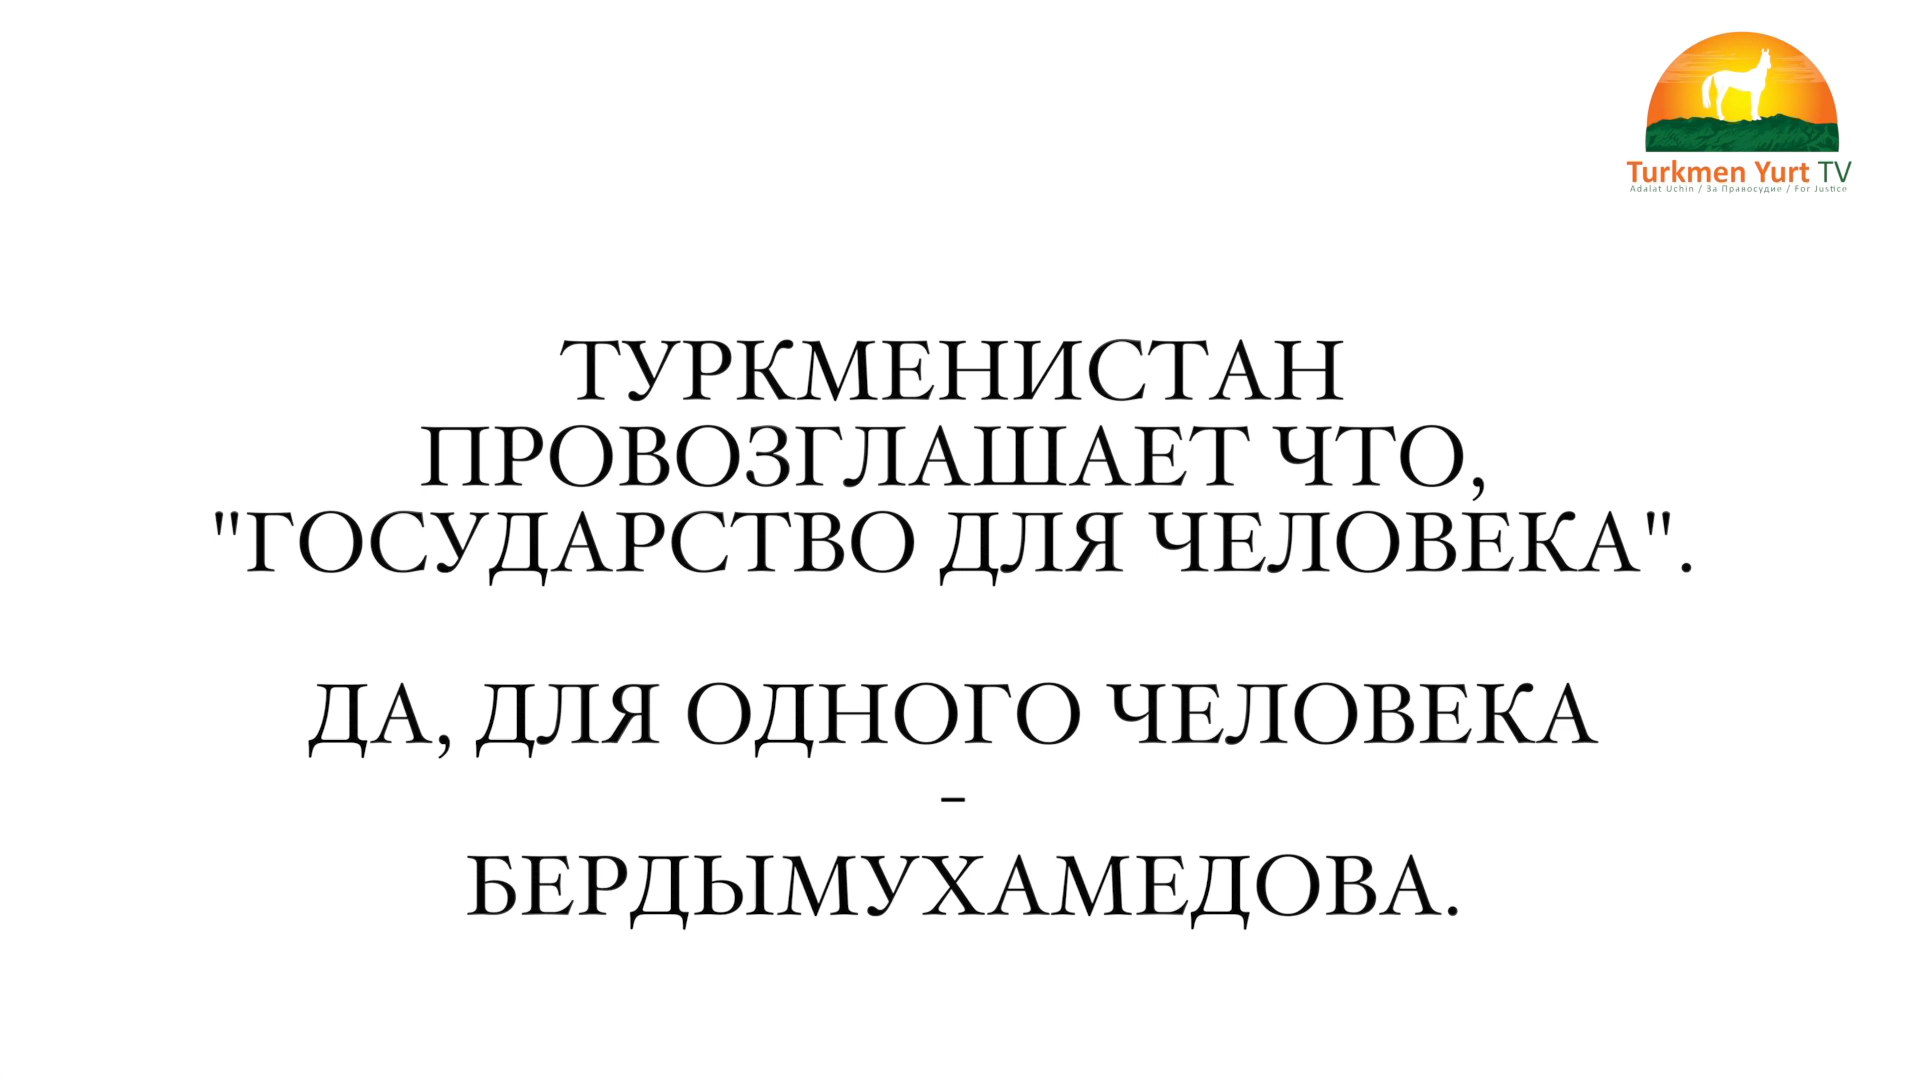 Turkmen Yurt TV
Adalat Uchin / За Правосудие / For Justice
ТУРКМЕНИСТАН
ПРОВОЗГЛАШАЕТ ЧТО,
"ГОСУДАРСТВО ДЛЯ ЧЕЛОВЕКА".
ДА, ДЛЯ ОДНОГО ЧЕЛОВЕКА
-
БЕРДЫМУХАМЕДОВА.